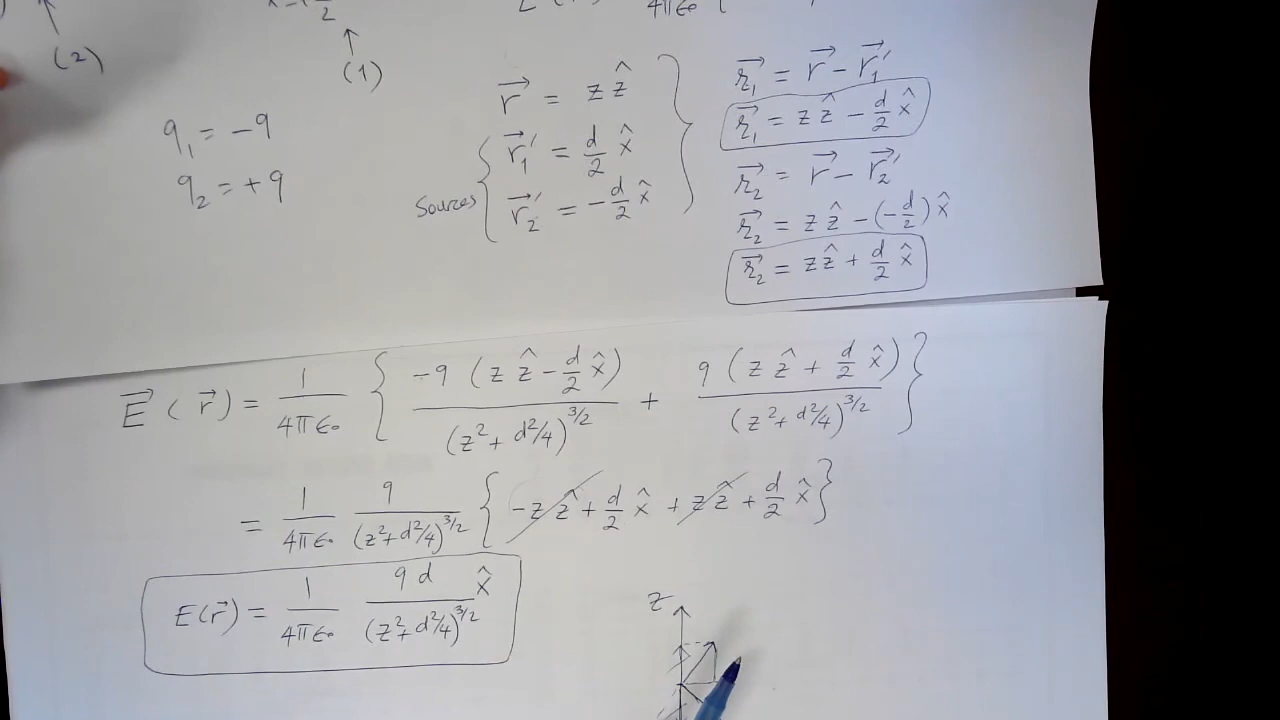 (2)
(1)
4πϵ₀
q₁ = -q
q₂ = +q
r⃗ = z ẑ
Sources { r⃗₁′ = d/2 x̂
r⃗₂′ = -d/2 x̂
r⃗₁ = r⃗ - r⃗₁′
r⃗₁ = z ẑ - d/2 x̂
r⃗₂ = r⃗ - r⃗₂′
r⃗₂ = z ẑ - (-d/2) x̂
r⃗₂ = z ẑ + d/2 x̂
E⃗ (r⃗) = 1/4πϵ₀ { -q (z ẑ - d/2 x̂)/(z² + d²/4)^3/2 + q (z ẑ + d/2 x̂)/(z² + d²/4)^3/2 }
= 1/4πϵ₀ q/(z² + d²/4)^3/2 { -z ẑ + d/2 x̂ + z ẑ + d/2 x̂ }
E(r⃗) = 1/4πϵ₀ q d/(z² + d²/4)^3/2 x̂
z